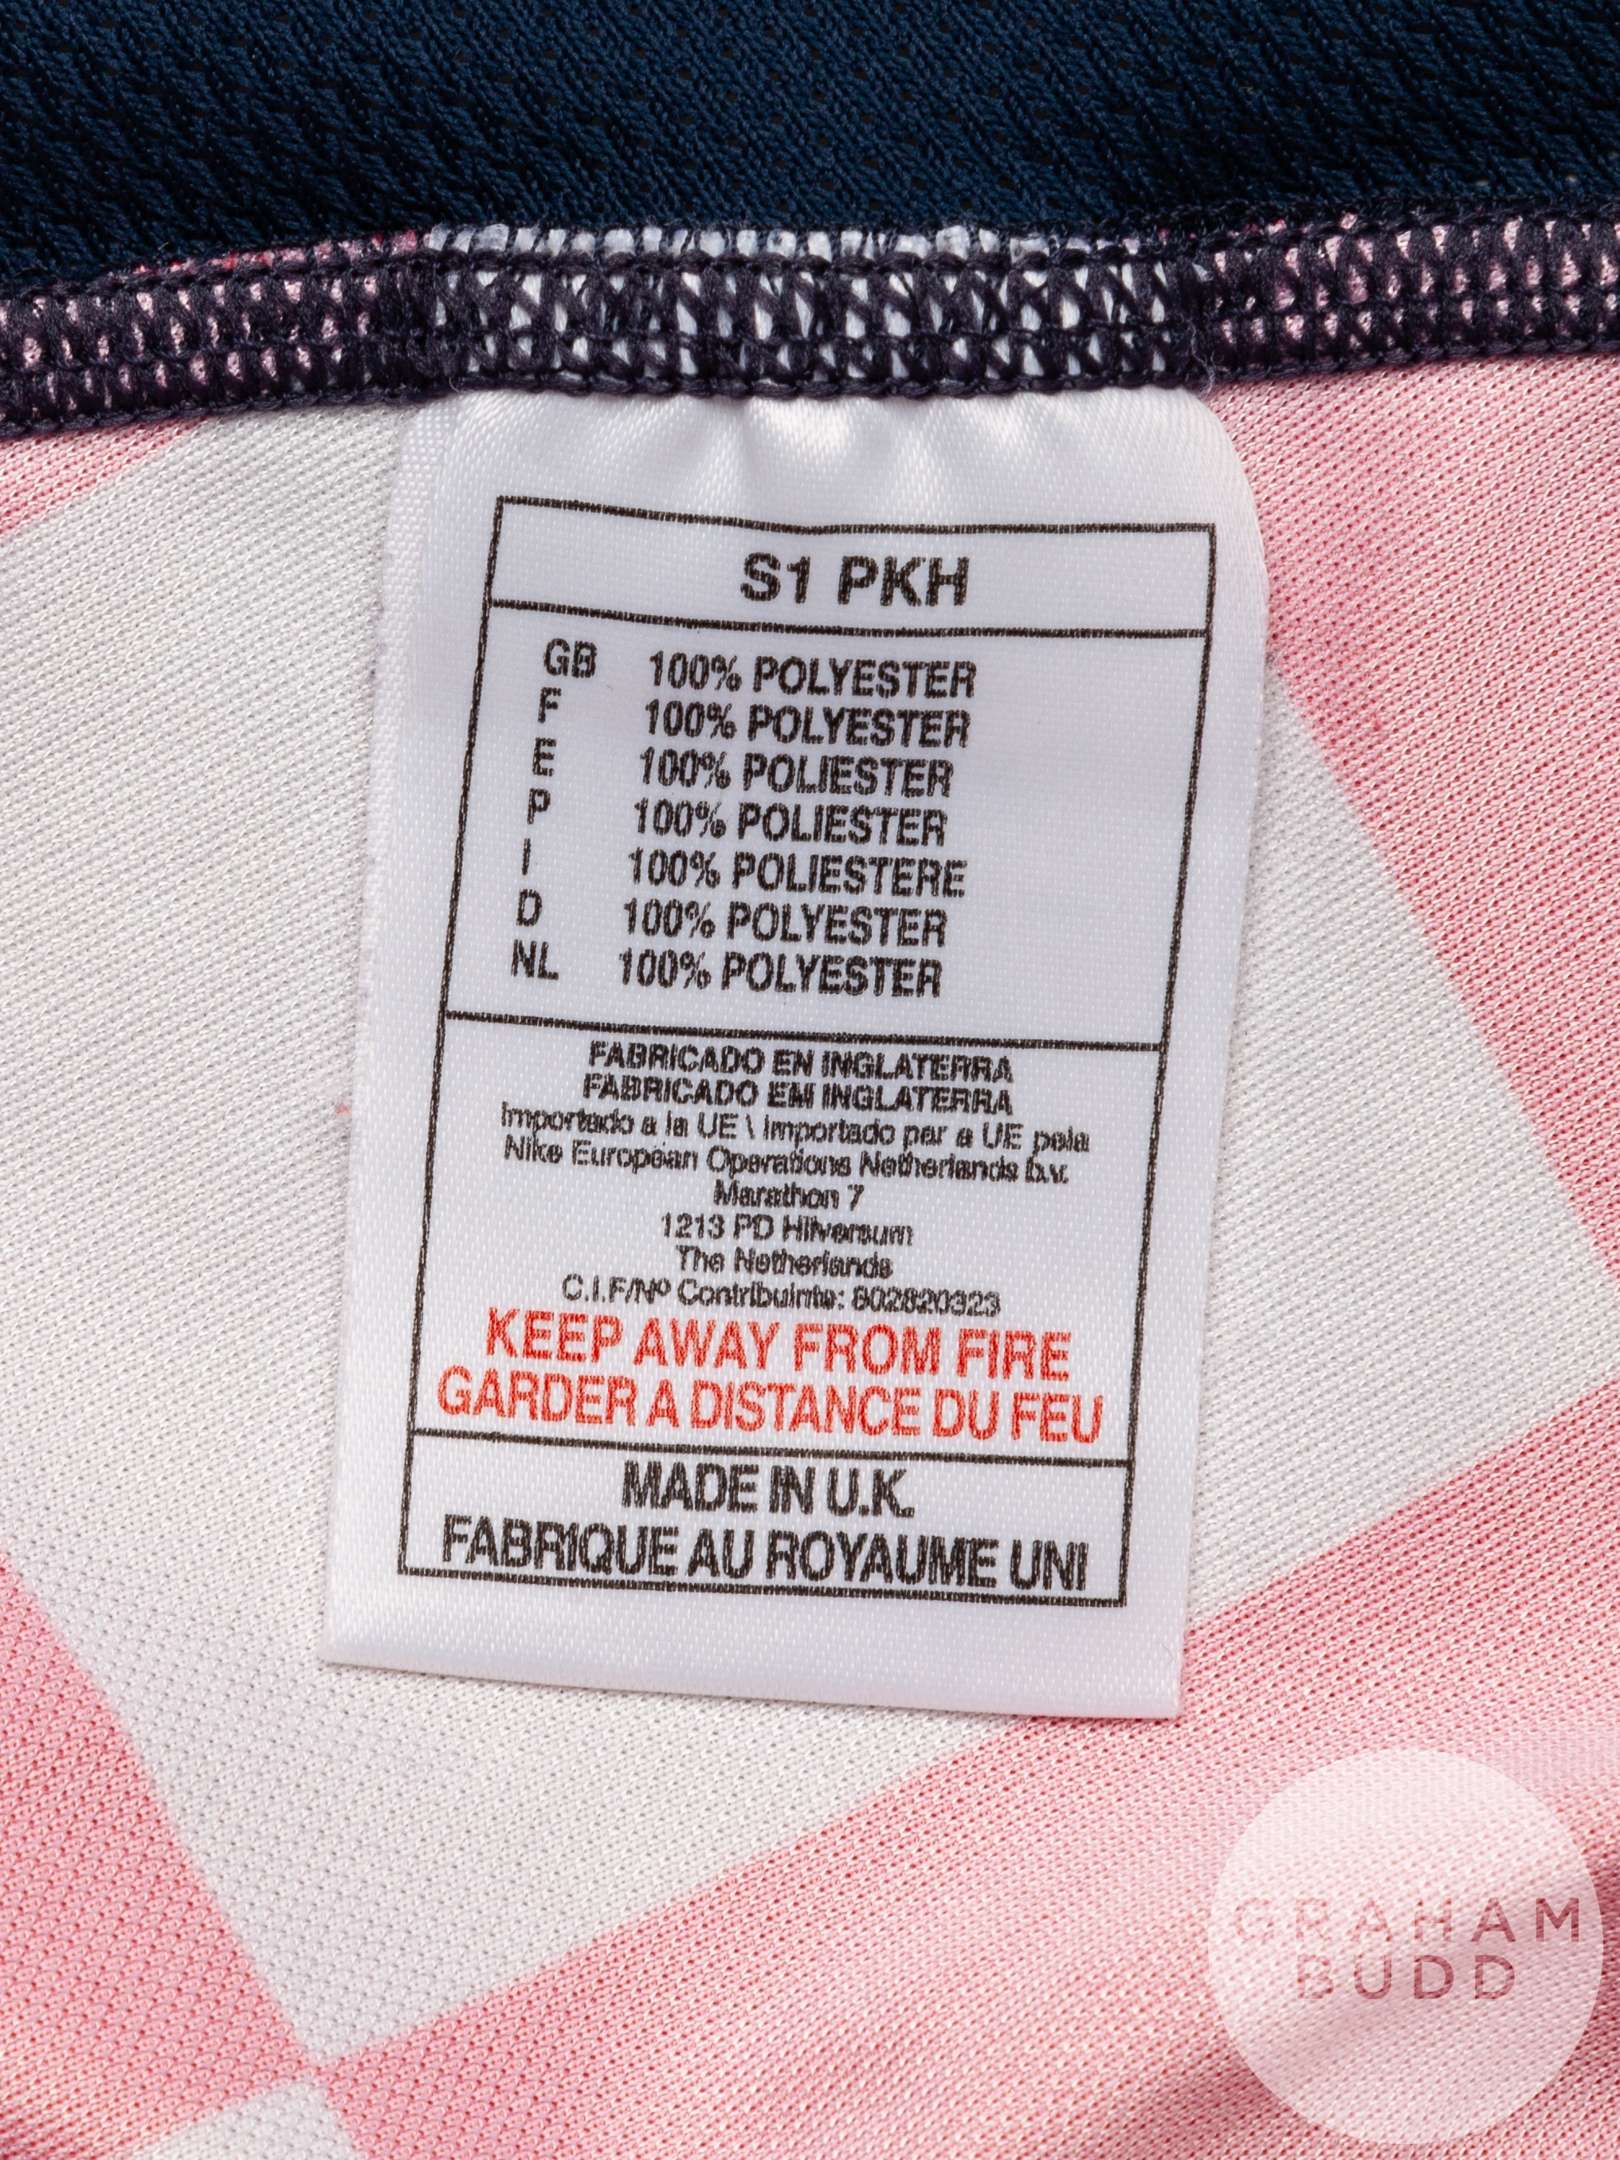 S1 PKH
GB 100% POLYESTER
F 100% POLYESTER
E 100% POLIESTER
P 100% POLIESTER
I 100% POLIESTERE
D 100% POLYESTER
NL 100% POLYESTER
FABRICADO EN INGLATERRA
FABRICADO EM INGLATERRA
Importado a la UE \ Importado par a UE pela
Nike European Operations Netherlands b.v.
Marathon 7
1213 PD Hilversum
The Netherlands
C.I.F/Nº Contribuinte: 802820323
KEEP AWAY FROM FIRE
GARDER A DISTANCE DU FEU
MADE IN U.K.
FABRIQUE AU ROYAUME UNI
GRAHAM
BUDD